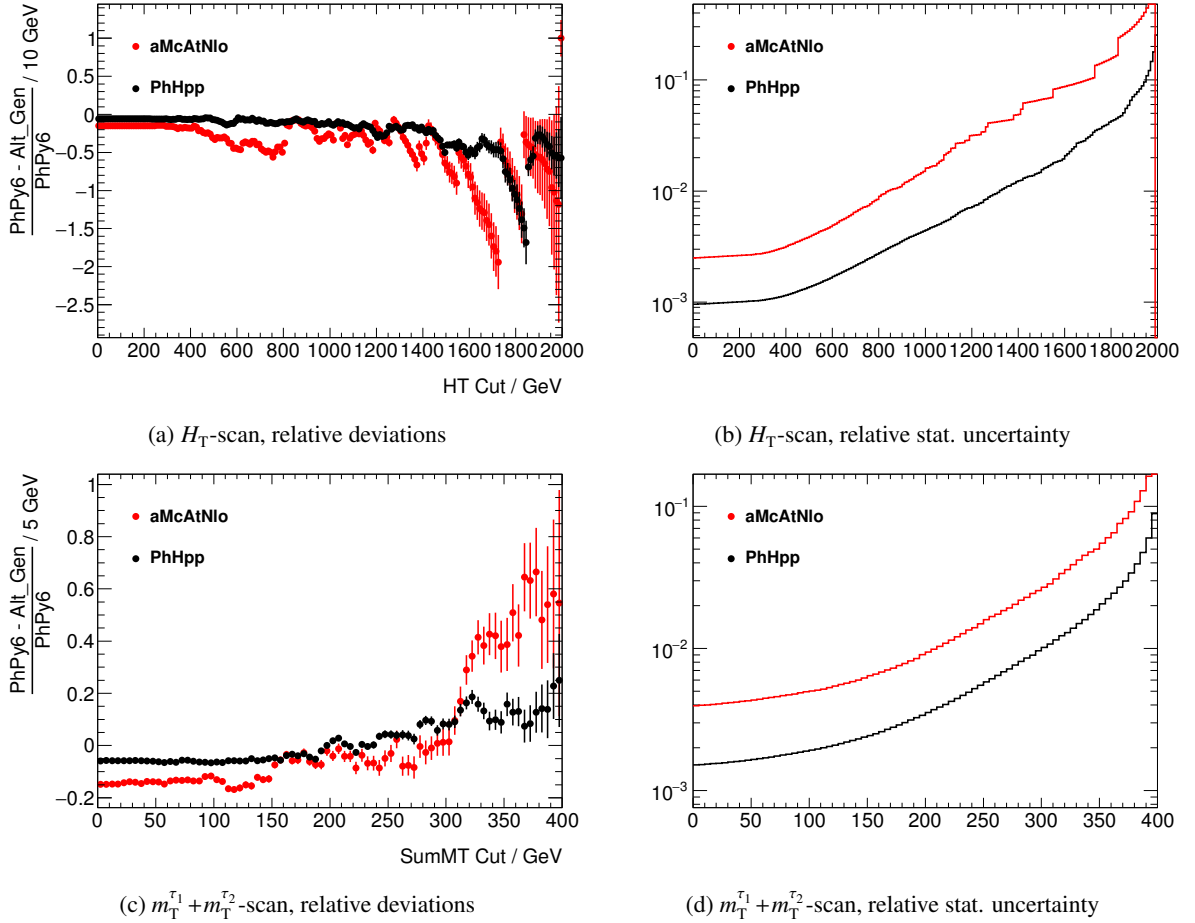 PhPy6 - Alt_Gen / 10 GeV
PhPy6
1
0.5
0
−0.5
−1
−1.5
−2
−2.5
aMcAtNlo
PhHpp
0 200 400 600 800 1000 1200 1400 1600 1800 2000
HT Cut / GeV
(a) H_T-scan, relative deviations
10^−1
10^−2
10^−3
aMcAtNlo
PhHpp
0 200 400 600 800 1000 1200 1400 1600 1800 2000
(b) H_T-scan, relative stat. uncertainty
PhPy6 - Alt_Gen / 5 GeV
PhPy6
1
0.8
0.6
0.4
0.2
0
−0.2
aMcAtNlo
PhHpp
0 50 100 150 200 250 300 350 400
SumMT Cut / GeV
(c) m_T^τ1+m_T^τ2-scan, relative deviations
10^−1
10^−2
10^−3
aMcAtNlo
PhHpp
0 50 100 150 200 250 300 350 400
(d) m_T^τ1+m_T^τ2-scan, relative stat. uncertainty